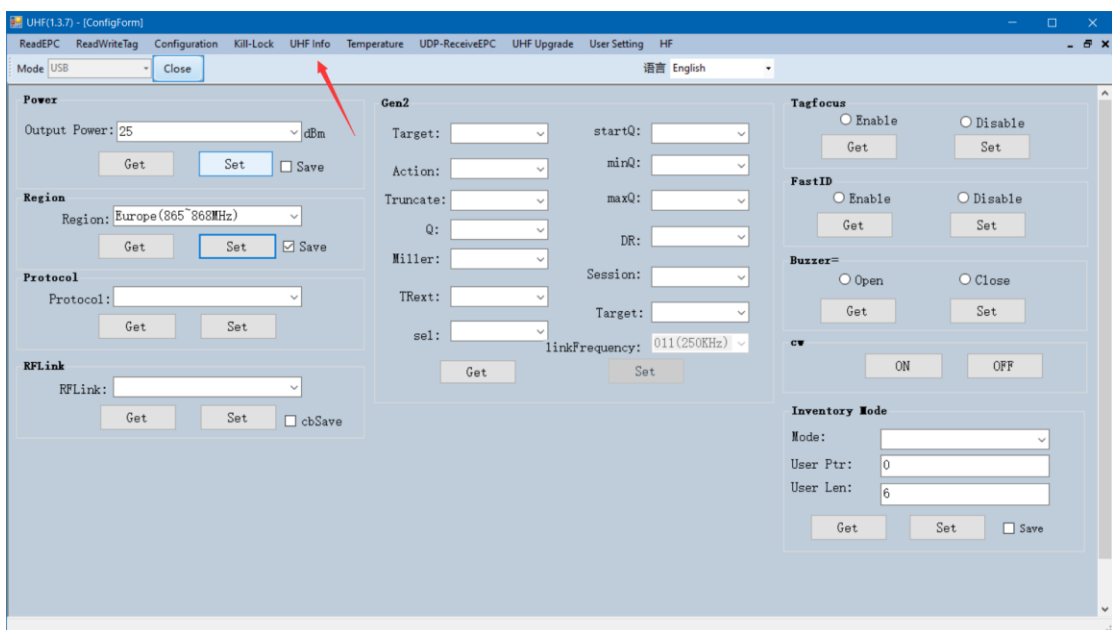 UHF(1.3.7) - [ConfigForm]
ReadEPC ReadWriteTag Configuration Kill-Lock UHF Info Temperature UDP-ReceiveEPC UHF Upgrade User Setting HF
Mode USB Close 语言 English
Power
Output Power: 25 dBm
Get Set Save
Region
Region: Europe(865~868MHz)
Get Set Save
Protocol
Protocol:
Get Set
RFLink
RFLink:
Get Set cbSave
Gen2
Target: startQ:
Action: minQ:
Truncate: maxQ:
Q: DR:
Miller: Session:
TRext: Target:
sel: linkFrequency: 011(250KHz)
Get Set
Tagfocus
Enable Disable
Get Set
FastID
Enable Disable
Get Set
Buzzer=
Open Close
Get Set
cw
ON OFF
Inventory Mode
Mode:
User Ptr: 0
User Len: 6
Get Set Save